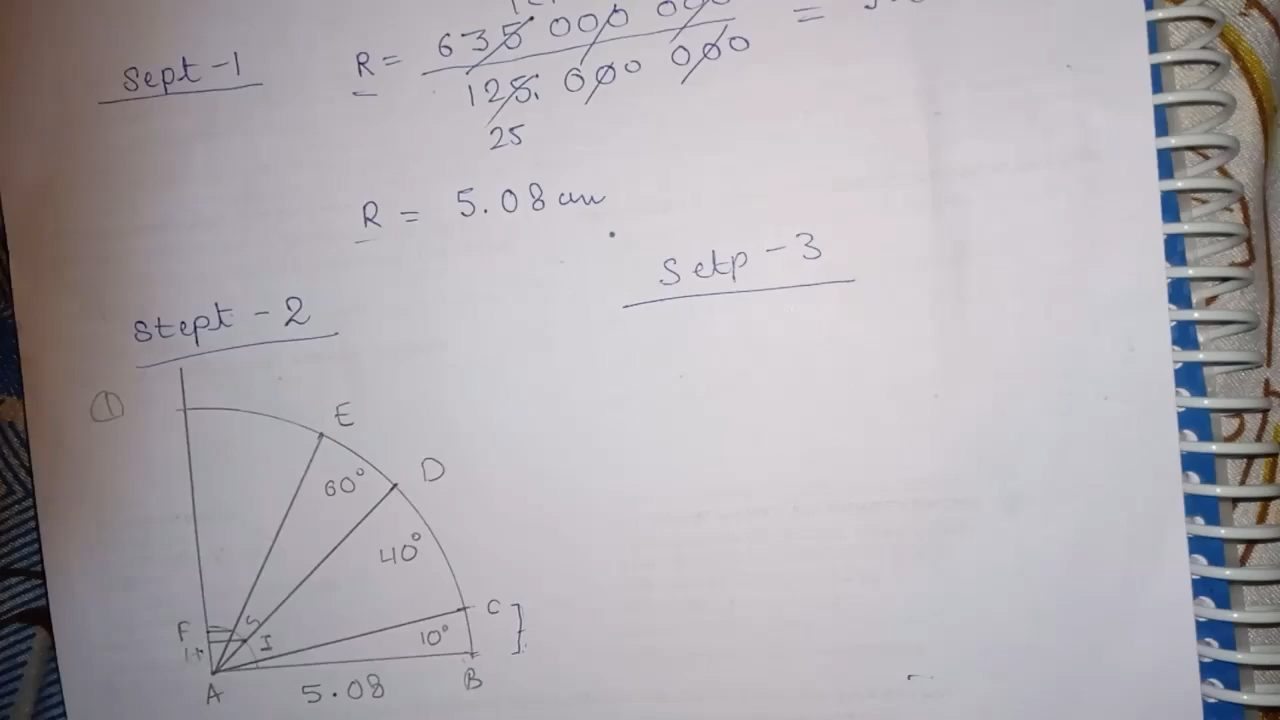 Sept-1
R = 635 000 000 =
125,000 000
25
R = 5.08 cm
Setp-3
Stept-2
1
E
D
60°
40°
C
F
I
10°
A
5.08
B